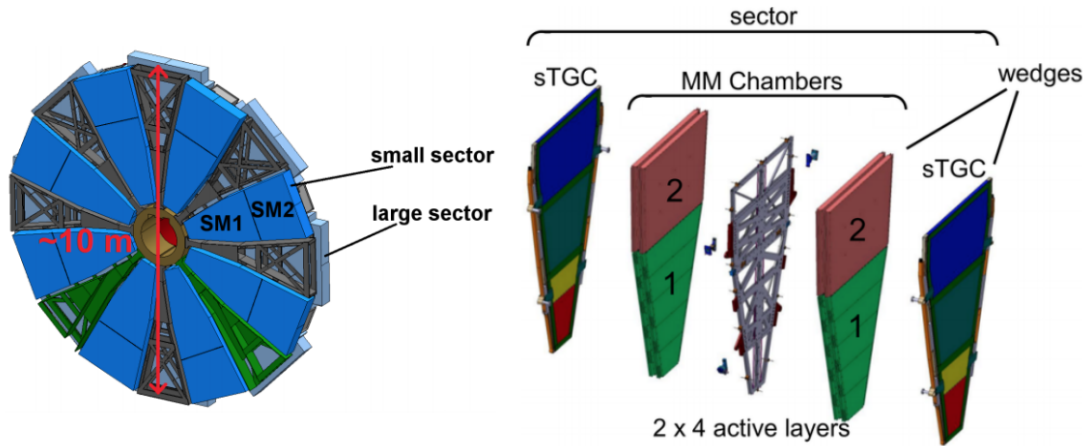 small sector
large sector
SM1
SM2
~10 m
sector
sTGC
MM Chambers
wedges
sTGC
2
1
2
1
2 x 4 active layers